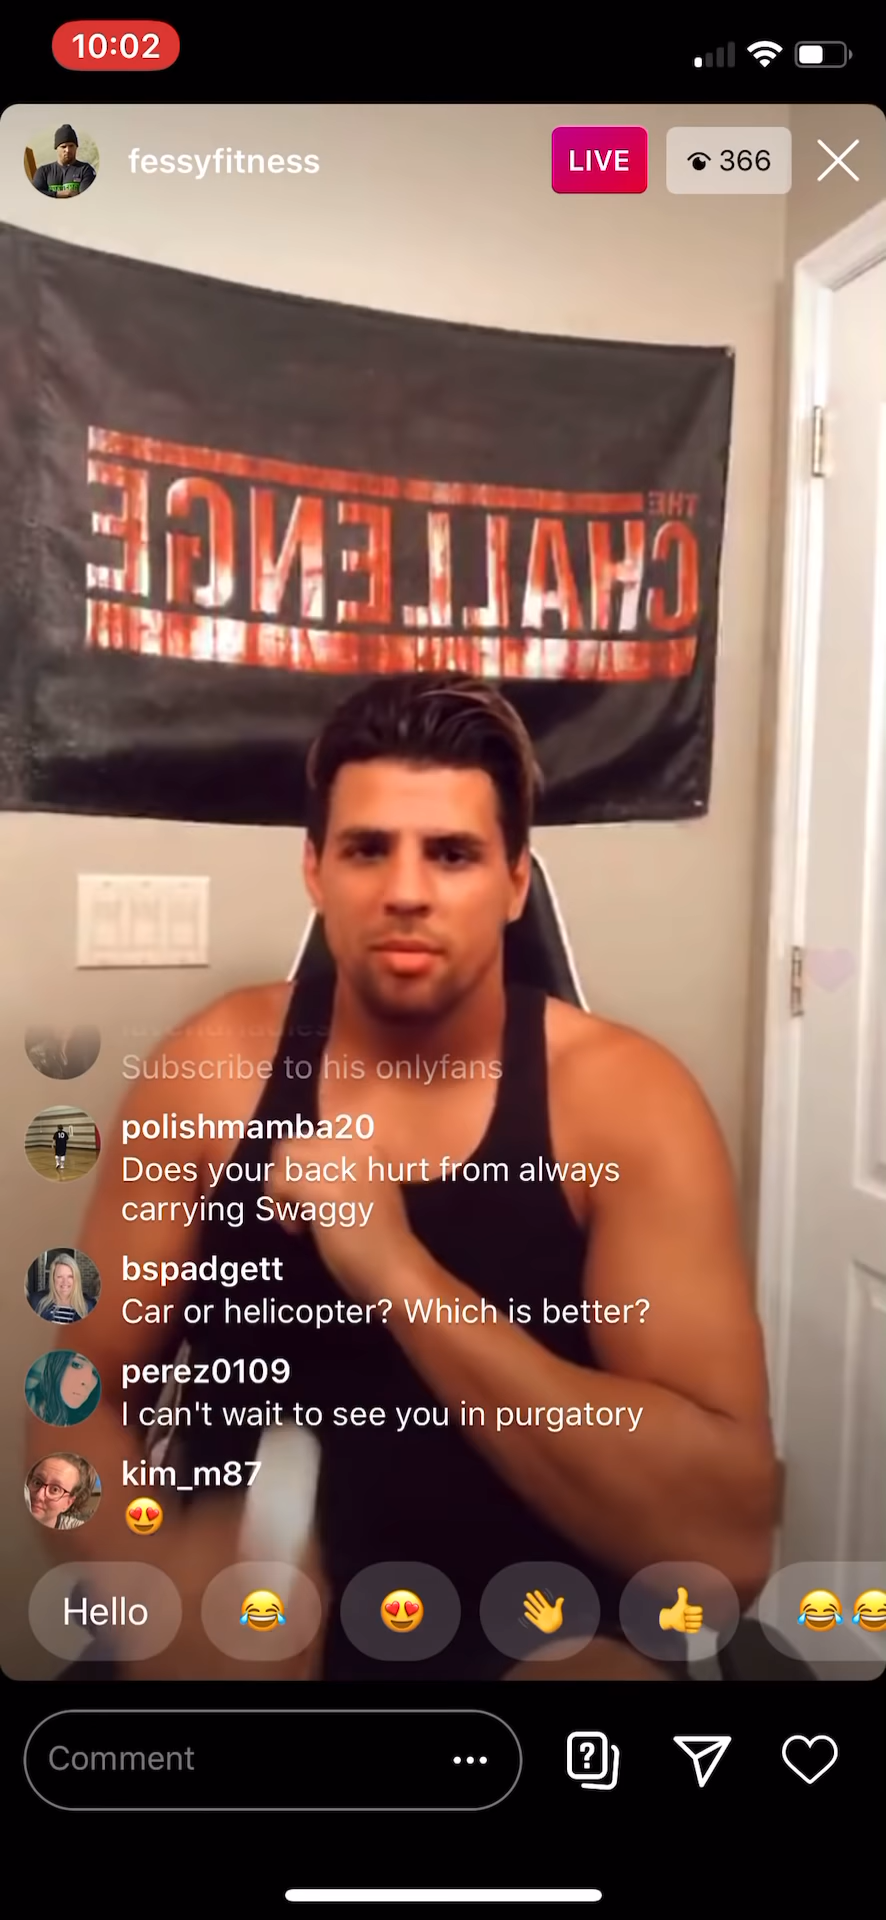 10:02
fessyfitness
LIVE
366
THE
CHALLENGE
Subscribe to his onlyfans
polishmamba20
Does your back hurt from always
carrying Swaggy
bspadgett
Car or helicopter? Which is better?
perez0109
I can't wait to see you in purgatory
kim_m87
😍
Hello 😂 😍 👋 👍 😂😂
Comment